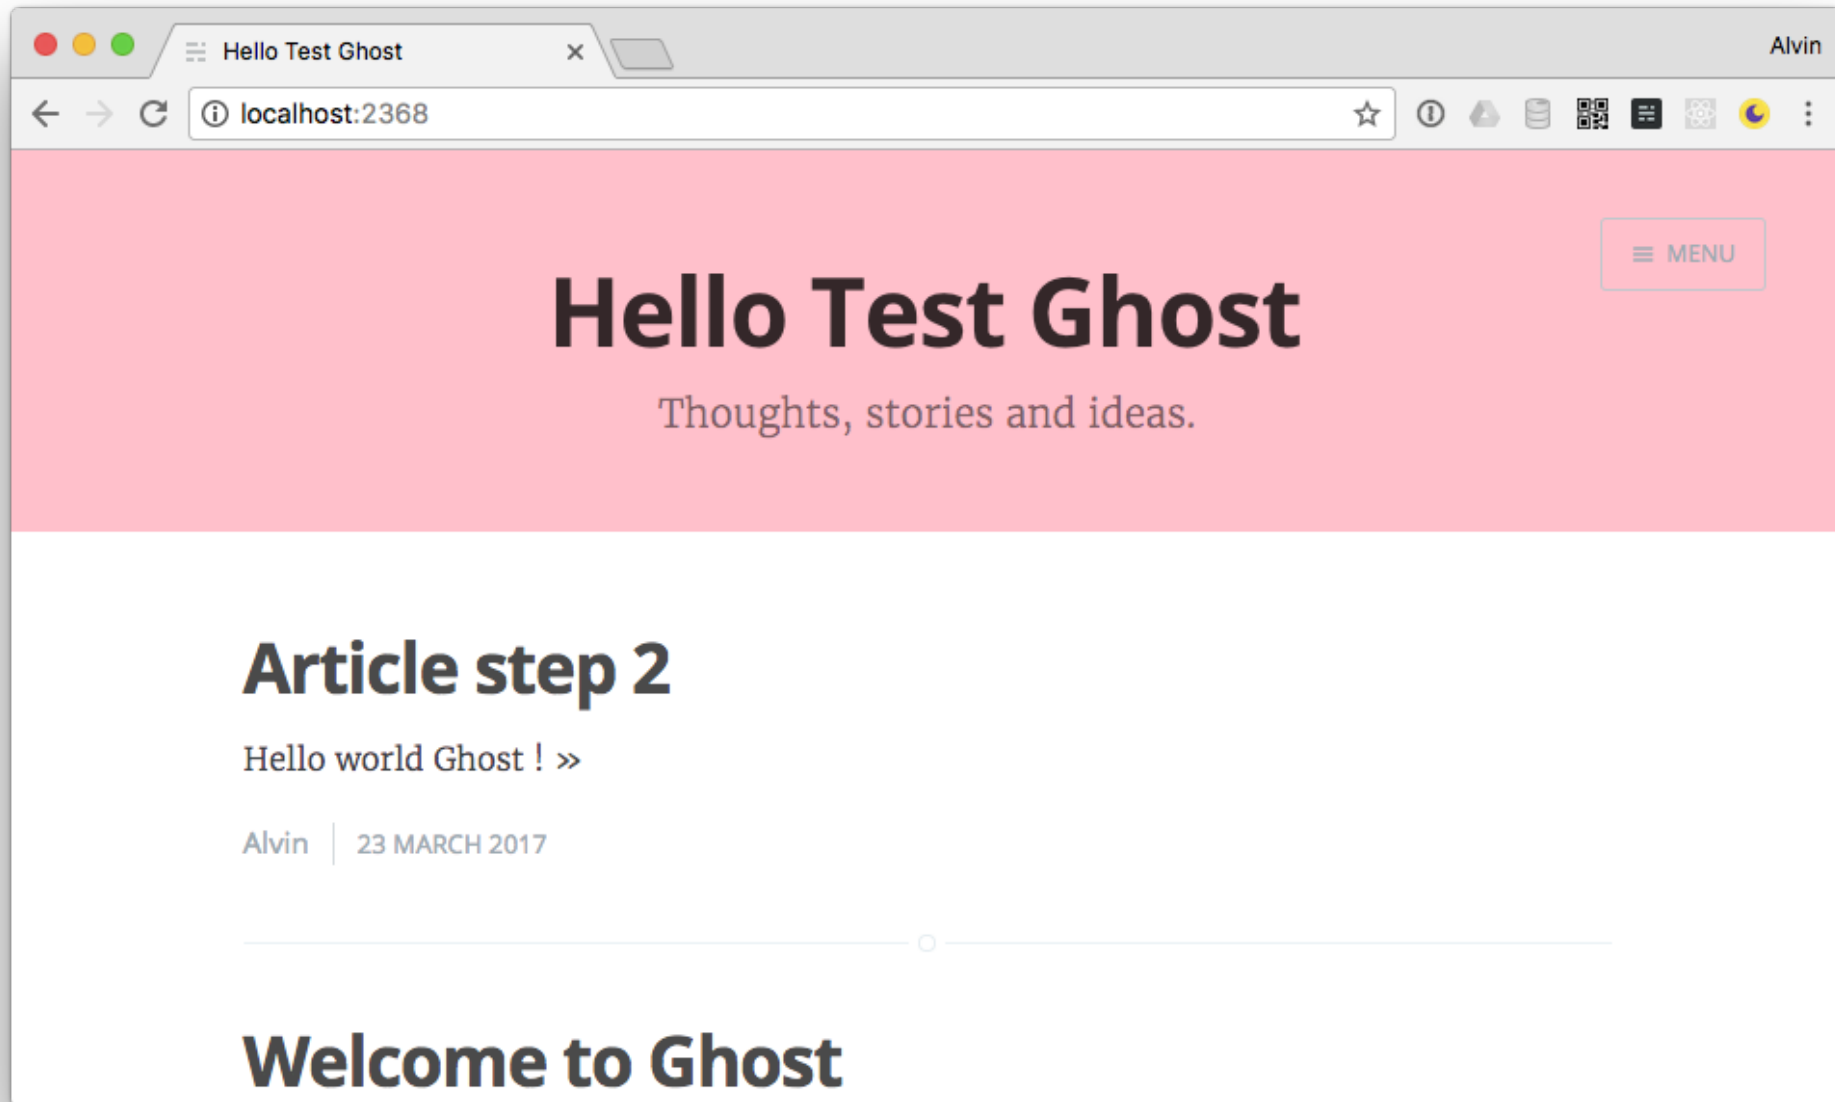 Hello Test Ghost
Alvin
localhost:2368
MENU
Hello Test Ghost
Thoughts, stories and ideas.
Article step 2
Hello world Ghost ! »
Alvin
23 MARCH 2017
Welcome to Ghost